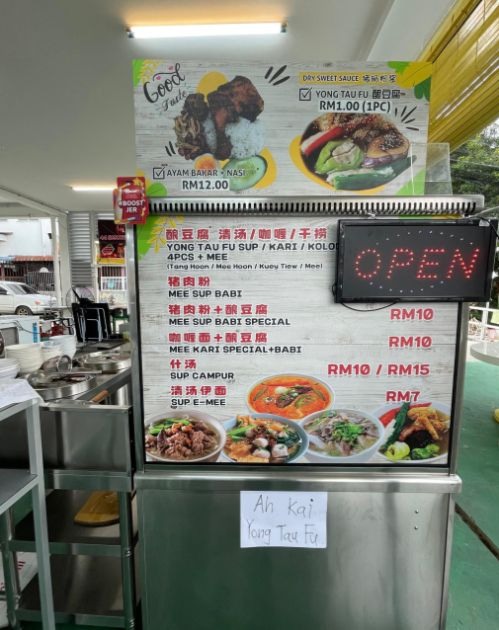 Good
Taste
DRY SWEET SAUCE
YONG TAU FU 酿豆腐
RM1.00 (1PC)
AYAM BAKAR + NASI
RM12.00
BOOST
JER
酿豆腐 清汤/咖喱/干捞
YONG TAU FU SUP / KARI / KOLO
4PCS + MEE
(Tang Hoon / Mee Hoon / Kuey Tiew / Mee)
OPEN
猪肉粉
MEE SUP BABI
猪肉粉+酿豆腐
MEE SUP BABI SPECIAL
RM10
咖喱面+酿豆腐
MEE KARI SPECIAL+BABI
RM10
什汤
SUP CAMPUR
RM10 / RM15
清汤伊面
SUP E-MEE
RM7
Ah Kai
Yong Tau Fu